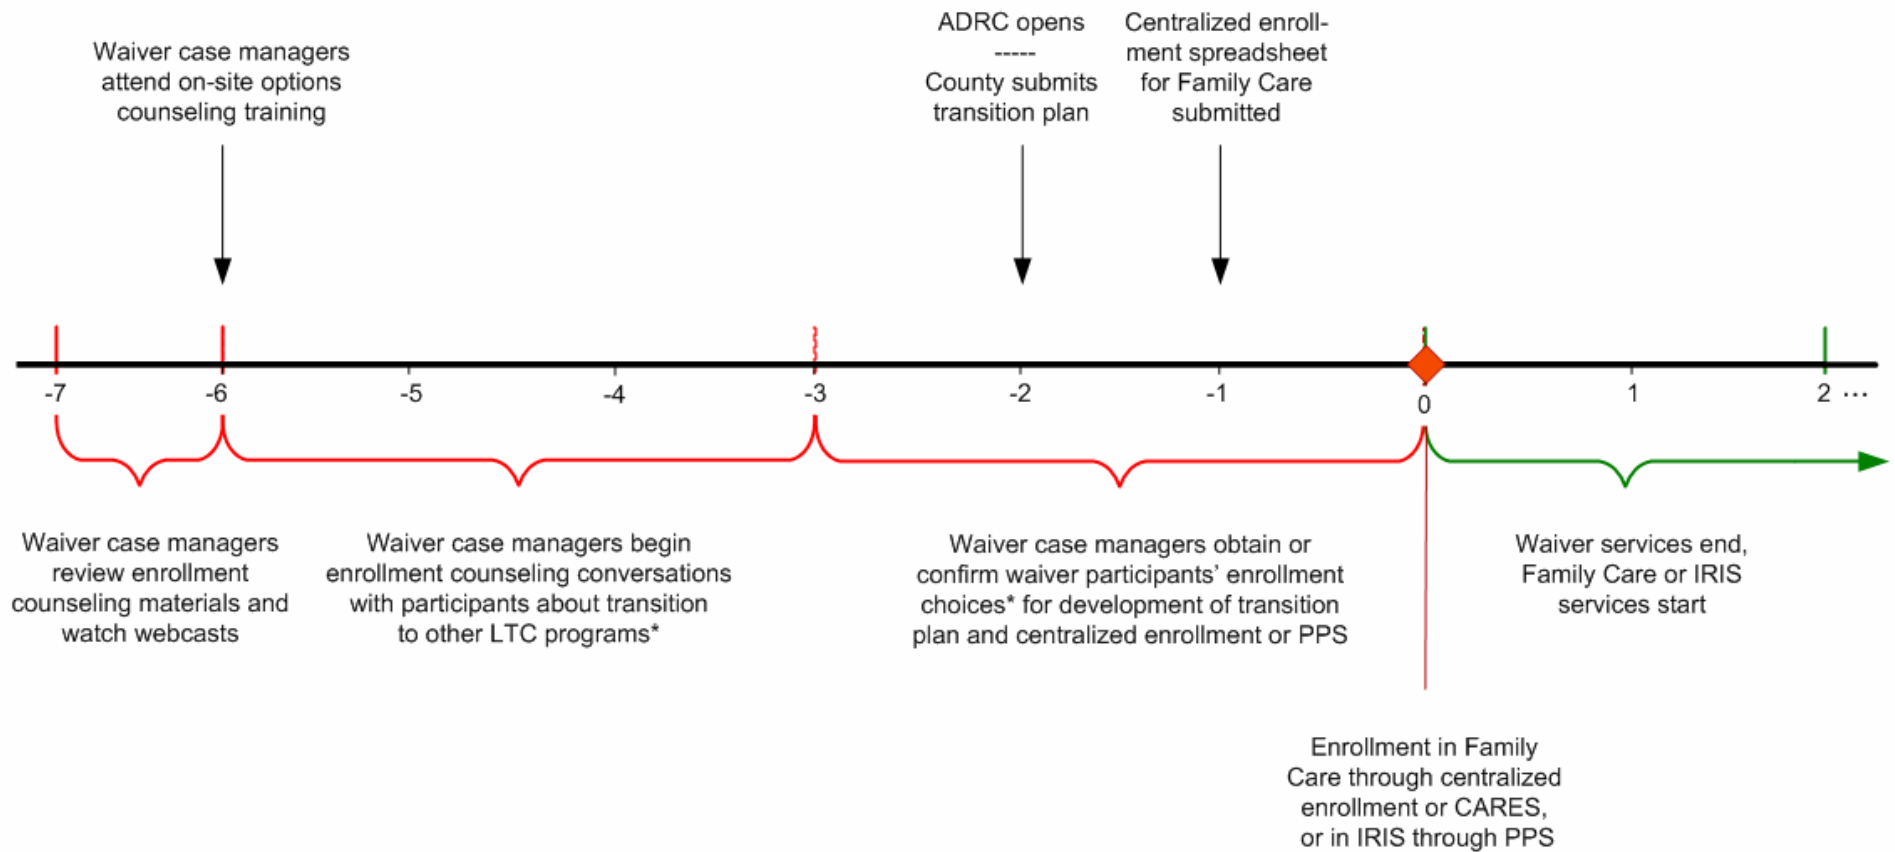 Waiver case managers
attend on-site options
counseling training
ADRC opens
-----
County submits
transition plan
Centralized enroll-
ment spreadsheet
for Family Care
submitted
-7
-6
-5
-4
-3
-2
-1
0
1
2 ...
Waiver case managers
review enrollment
counseling materials and
watch webcasts
Waiver case managers begin
enrollment counseling conversations
with participants about transition
to other LTC programs*
Waiver case managers obtain or
confirm waiver participants’ enrollment
choices* for development of transition
plan and centralized enrollment or PPS
Waiver services end,
Family Care or IRIS
services start
Enrollment in Family
Care through centralized
enrollment or CARES,
or in IRIS through PPS